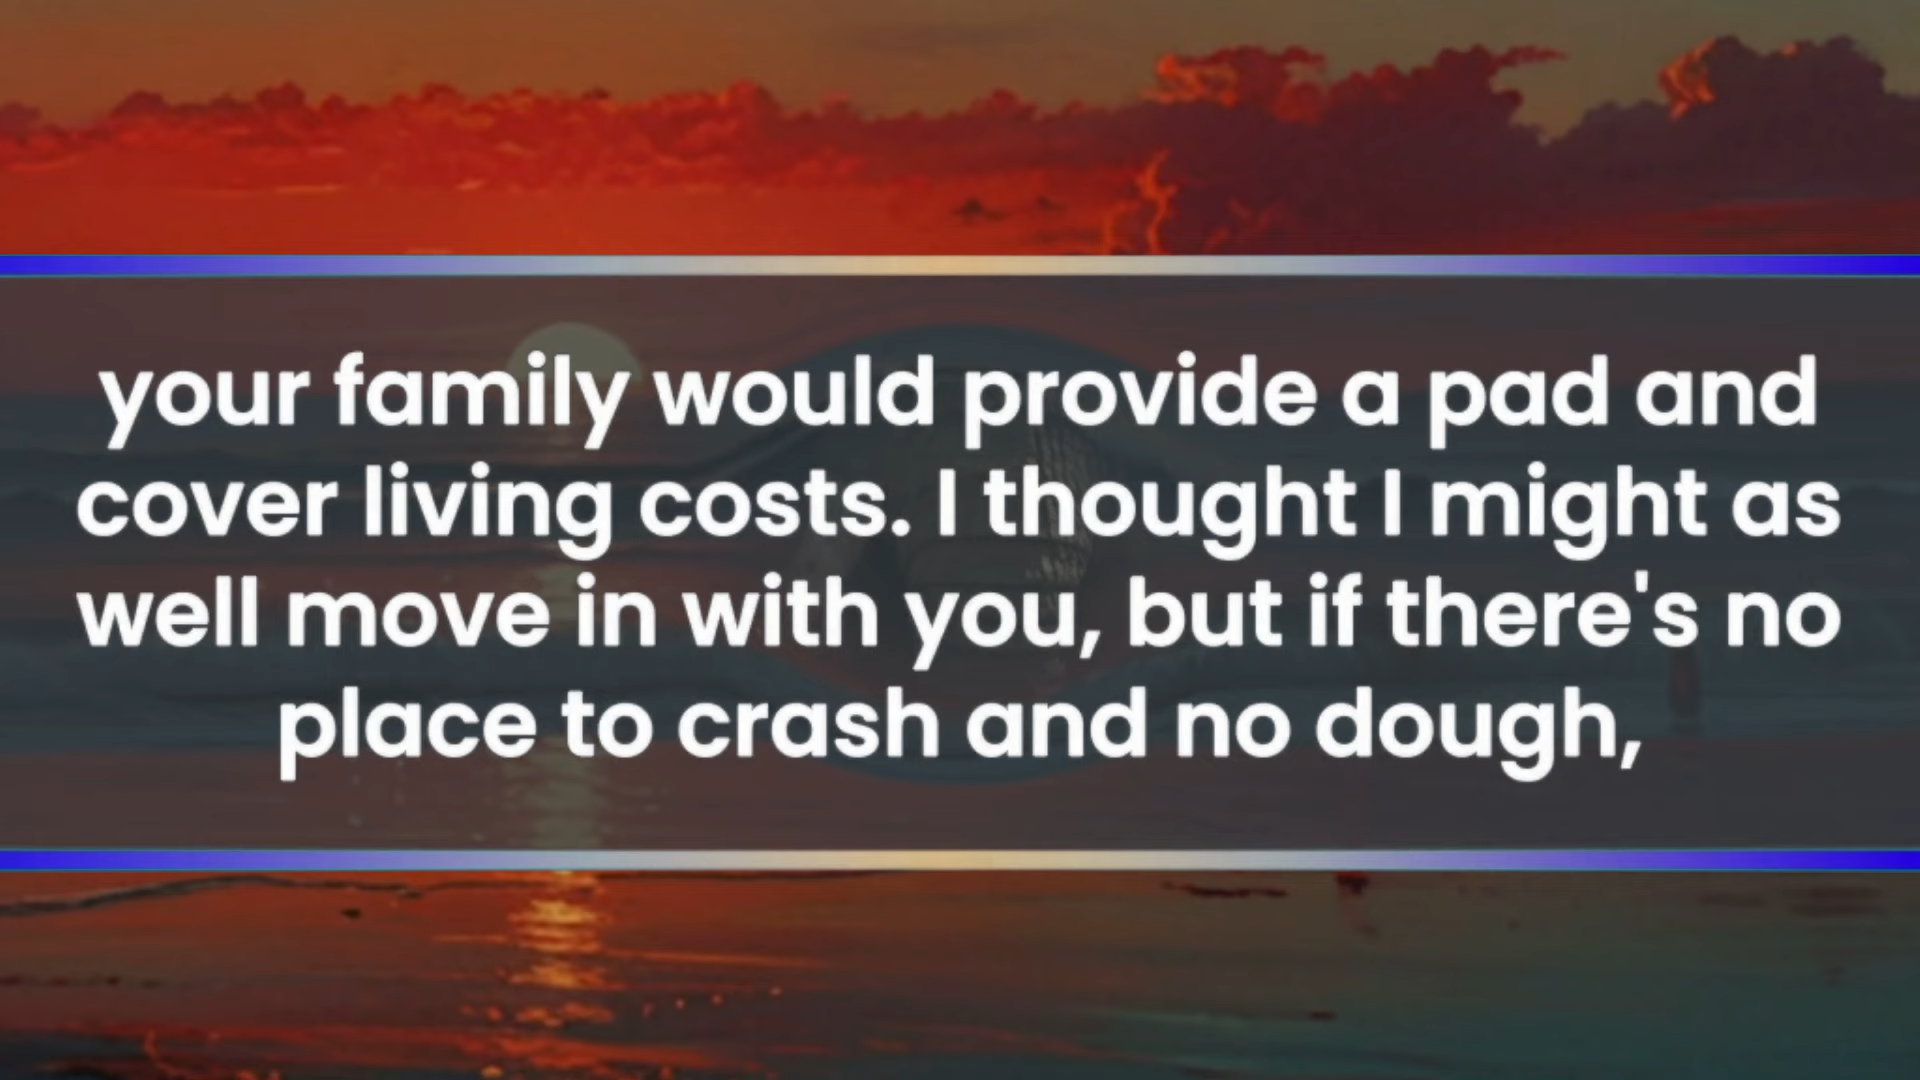 your family would provide a pad and
cover living costs. I thought I might as
well move in with you, but if there's no
place to crash and no dough,